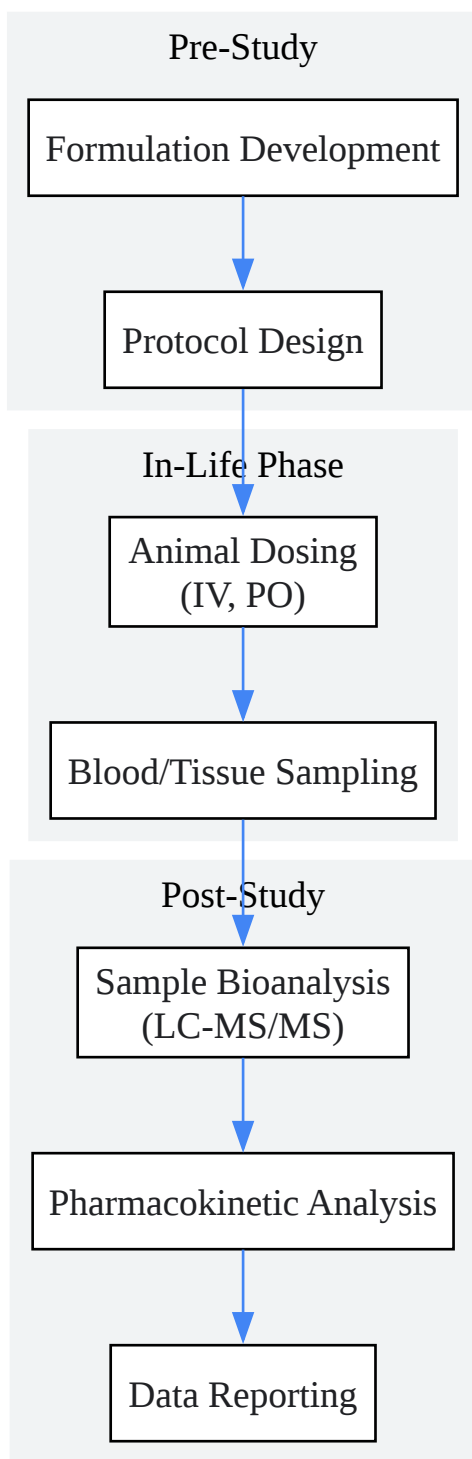 Pre-Study
Formulation Development
Protocol Design
In-Life Phase
Animal Dosing
(IV, PO)
Blood/Tissue Sampling
Post-Study
Sample Bioanalysis
(LC-MS/MS)
Pharmacokinetic Analysis
Data Reporting